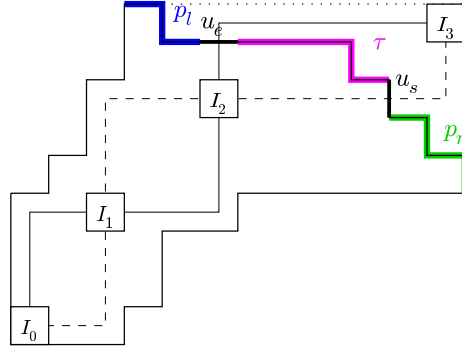 p_l u_e I_3
τ
I_2 u_s
p_r
I_1
I_0